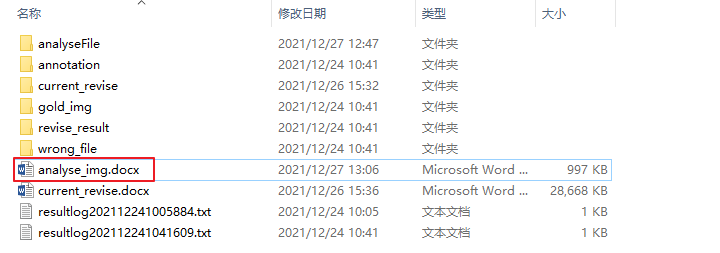 名称 修改日期 类型 大小
analyseFile 2021/12/27 12:47 文件夹
annotation 2021/12/24 10:41 文件夹
current_revise 2021/12/26 15:32 文件夹
gold_img 2021/12/24 10:41 文件夹
revise_result 2021/12/24 10:41 文件夹
wrong_file 2021/12/24 10:41 文件夹
analyse_img.docx 2021/12/27 13:06 Microsoft Word ... 997 KB
current_revise.docx 2021/12/26 15:36 Microsoft Word ... 28,668 KB
resultlog202112241005884.txt 2021/12/24 10:05 文本文档 1 KB
resultlog202112241041609.txt 2021/12/24 10:41 文本文档 1 KB